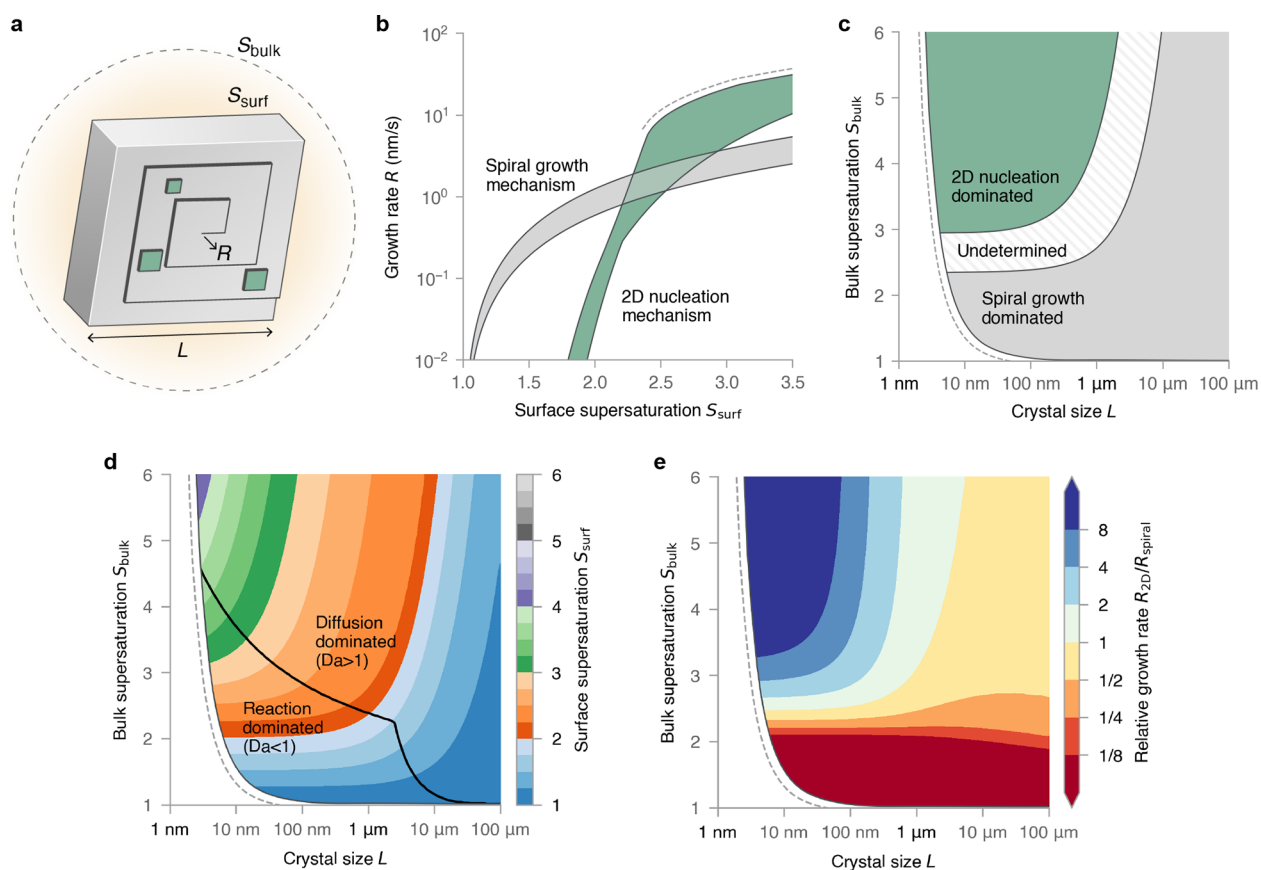 a
S_bulk
S_surf
R
L
b
10^2
10^1
10^0
10^−1
10^−2
Growth rate R (nm/s)
Spiral growth
mechanism
2D nucleation
mechanism
1.0 1.5 2.0 2.5 3.0 3.5
Surface supersaturation S_surf
c
6
5
4
3
2
1
Bulk supersaturation S_bulk
2D nucleation
dominated
Undetermined
Spiral growth
dominated
1 nm 10 nm 100 nm 1 μm 10 μm 100 μm
Crystal size L
d
6
5
4
3
2
1
Bulk supersaturation S_bulk
Diffusion
dominated
(Da>1)
Reaction
dominated
(Da<1)
1 nm 10 nm 100 nm 1 μm 10 μm 100 μm
Crystal size L
6
5
4
3
2
1
Surface supersaturation S_surf
e
6
5
4
3
2
1
Bulk supersaturation S_bulk
1 nm 10 nm 100 nm 1 μm 10 μm 100 μm
Crystal size L
8
4
2
1
1/2
1/4
1/8
Relative growth rate R_2D/R_spiral